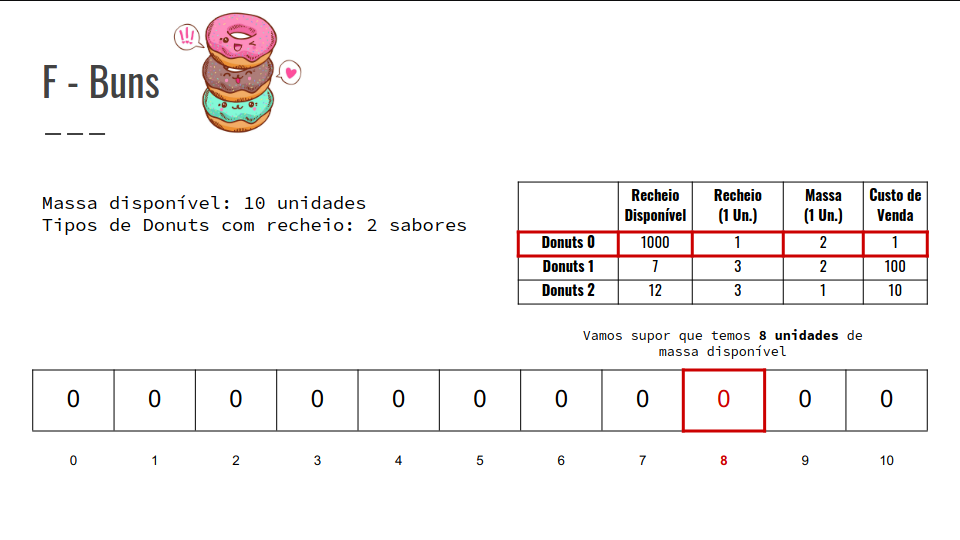 !!!
F - Buns
Massa disponível: 10 unidades
Tipos de Donuts com recheio: 2 sabores
Recheio Disponível Recheio (1 Un.) Massa (1 Un.) Custo de Venda
Donuts 0 1000 1 2 1
Donuts 1 7 3 2 100
Donuts 2 12 3 1 10
Vamos supor que temos 8 unidades de
massa disponível
0 0 0 0 0 0 0 0 0 0 0
0 1 2 3 4 5 6 7 8 9 10